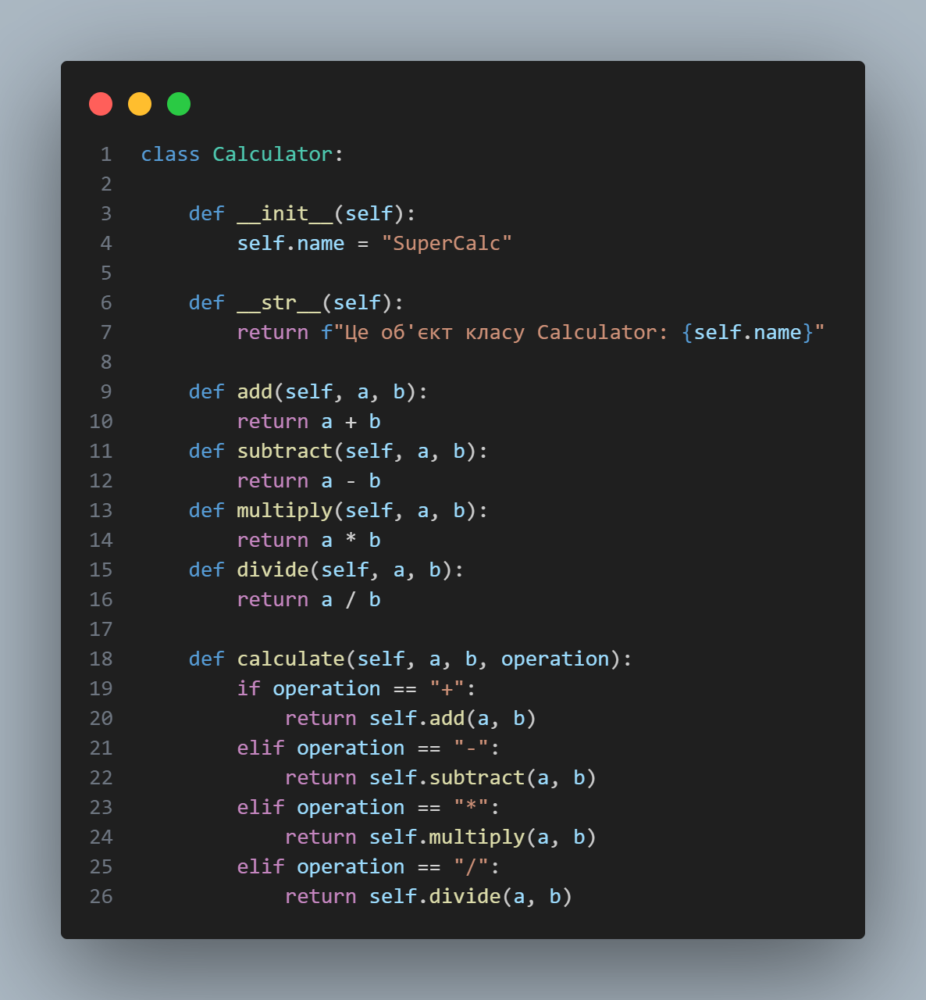 1 class Calculator:
2
3     def __init__(self):
4         self.name = "SuperCalc"
5
6     def __str__(self):
7         return f"Це об'єкт класу Calculator: {self.name}"
8
9     def add(self, a, b):
10         return a + b
11     def subtract(self, a, b):
12         return a - b
13     def multiply(self, a, b):
14         return a * b
15     def divide(self, a, b):
16         return a / b
17
18     def calculate(self, a, b, operation):
19         if operation == "+":
20             return self.add(a, b)
21         elif operation == "-":
22             return self.subtract(a, b)
23         elif operation == "*":
24             return self.multiply(a, b)
25         elif operation == "/":
26             return self.divide(a, b)